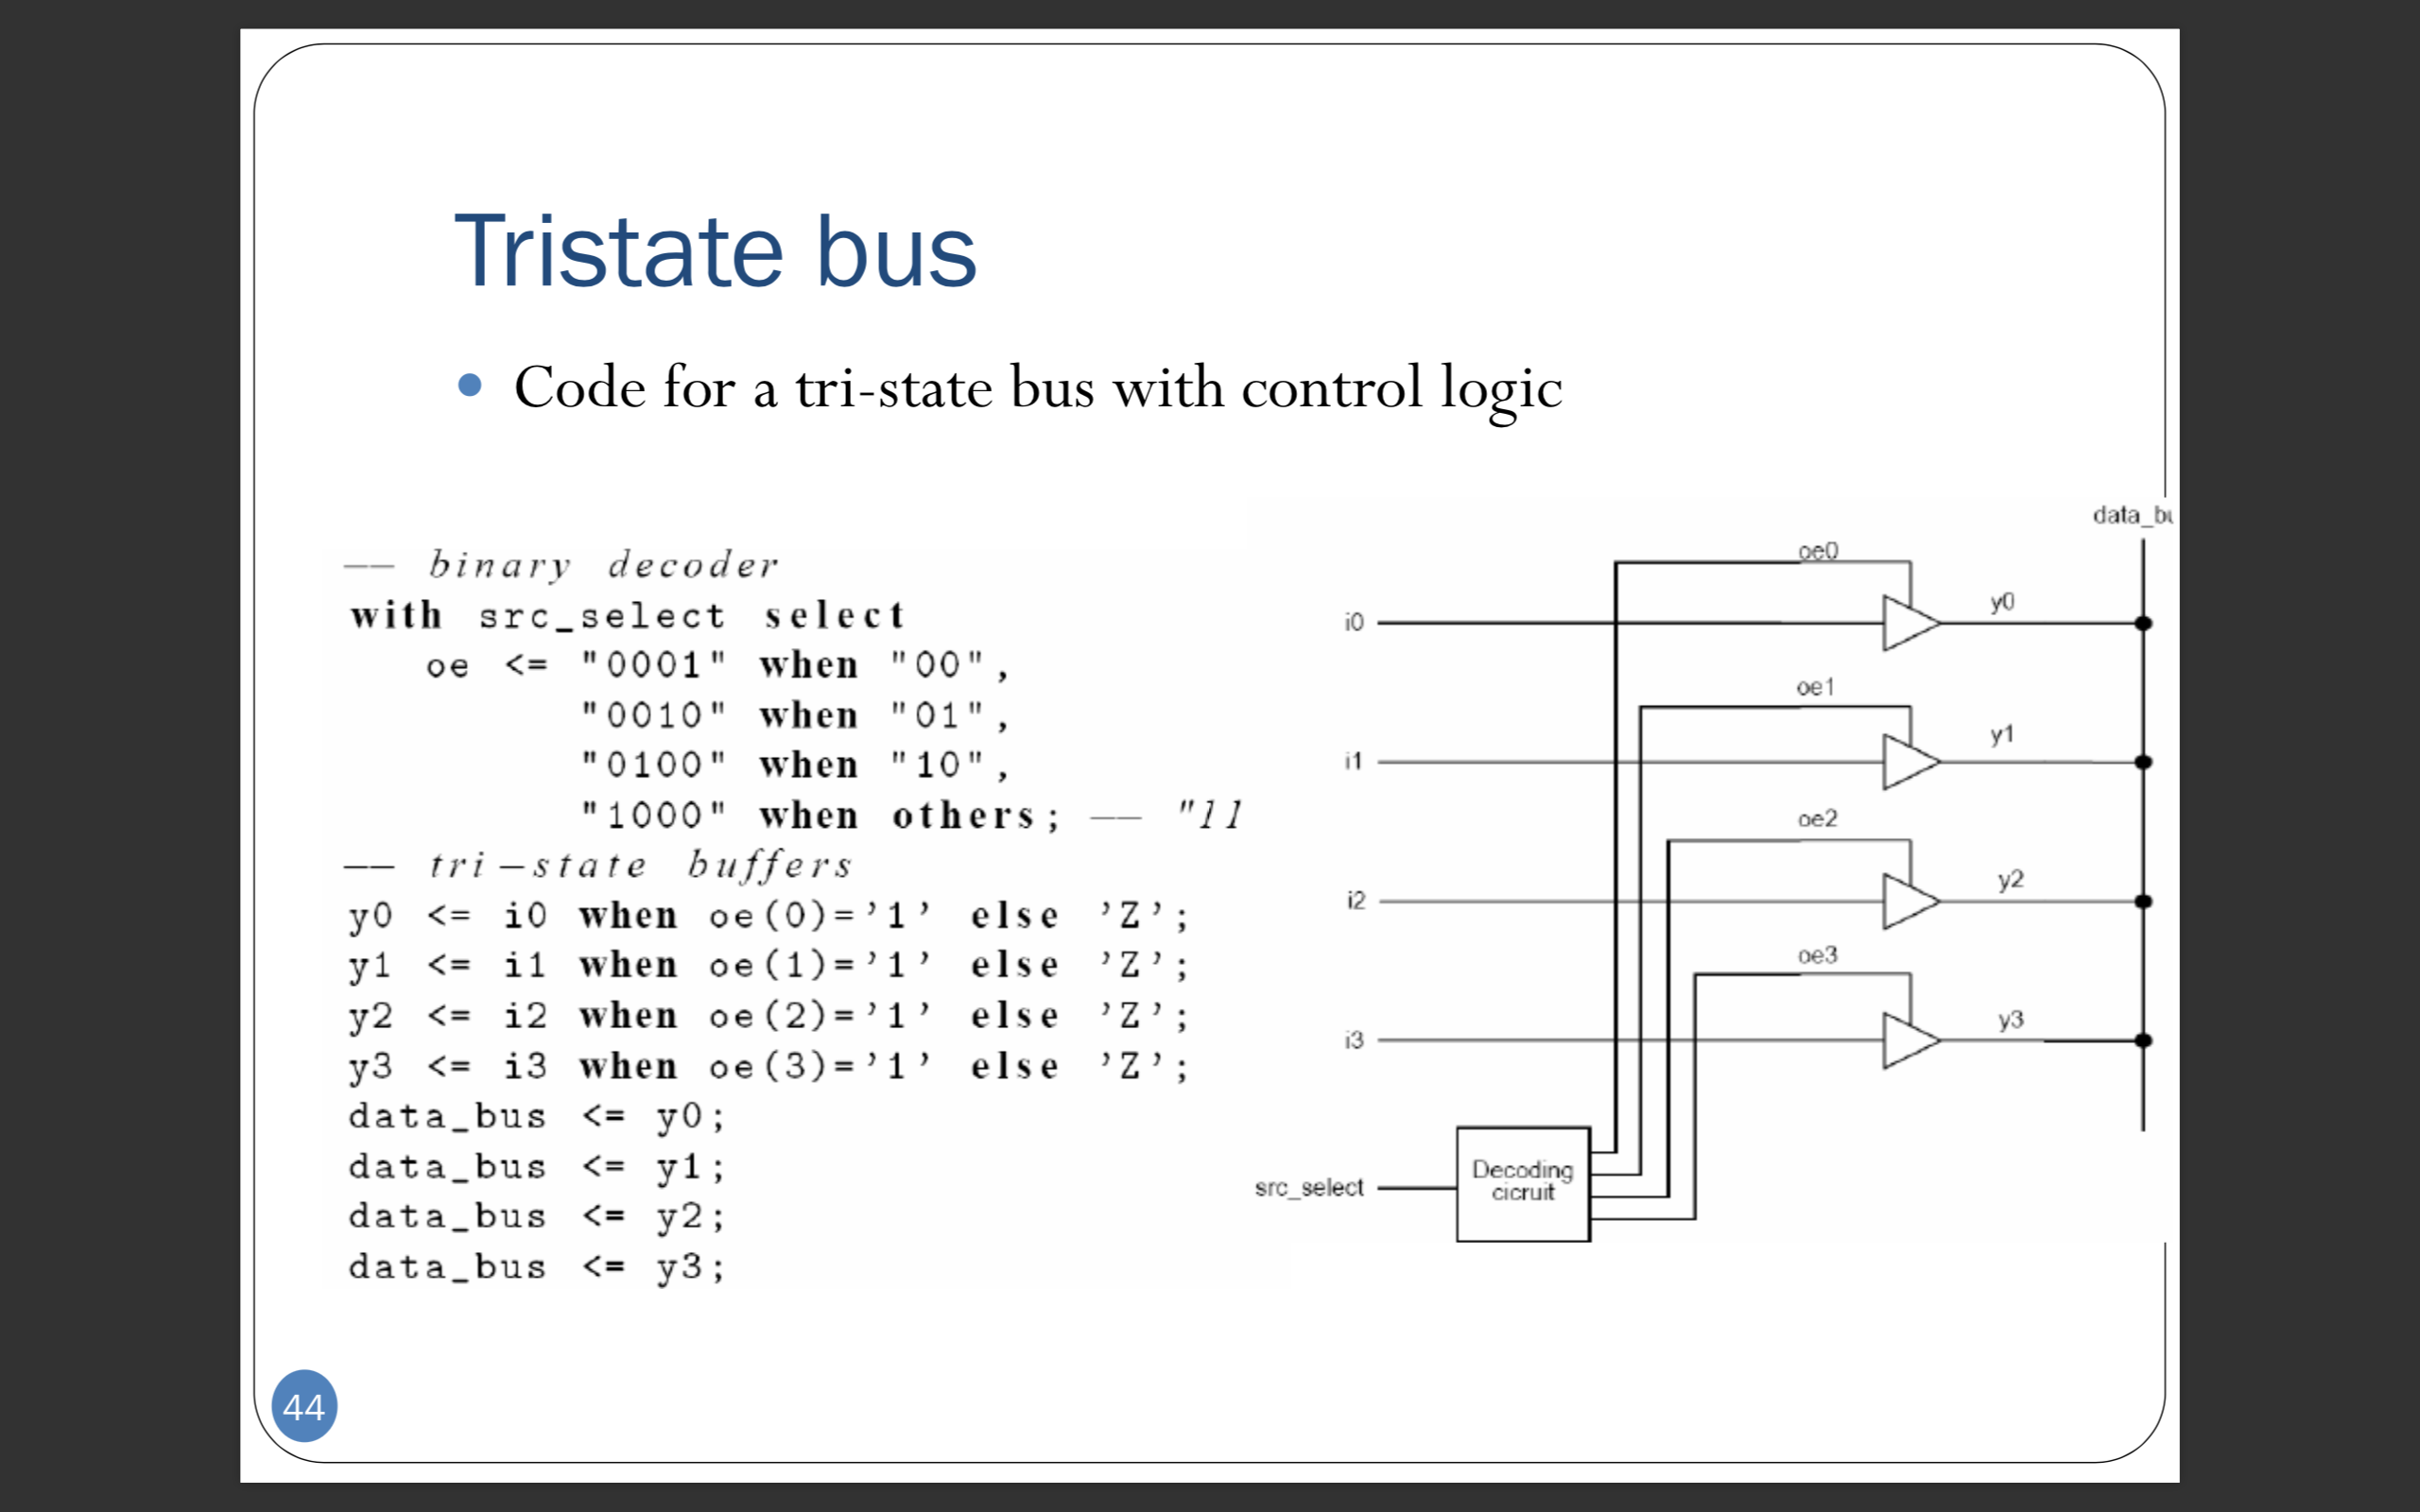 Tristate bus
• Code for a tri-state bus with control logic
-- binary decoder
with src_select select
oe <= "0001" when "00",
"0010" when "01",
"0100" when "10",
"1000" when others; -- "11
-- tri-state buffers
y0 <= i0 when oe(0)='1' else 'Z';
y1 <= i1 when oe(1)='1' else 'Z';
y2 <= i2 when oe(2)='1' else 'Z';
y3 <= i3 when oe(3)='1' else 'Z';
data_bus <= y0;
data_bus <= y1;
data_bus <= y2;
data_bus <= y3;
data_bu
oe0
i0
y0
oe1
i1
y1
oe2
i2
y2
oe3
i3
y3
src_select
Decoding
cicruit
44